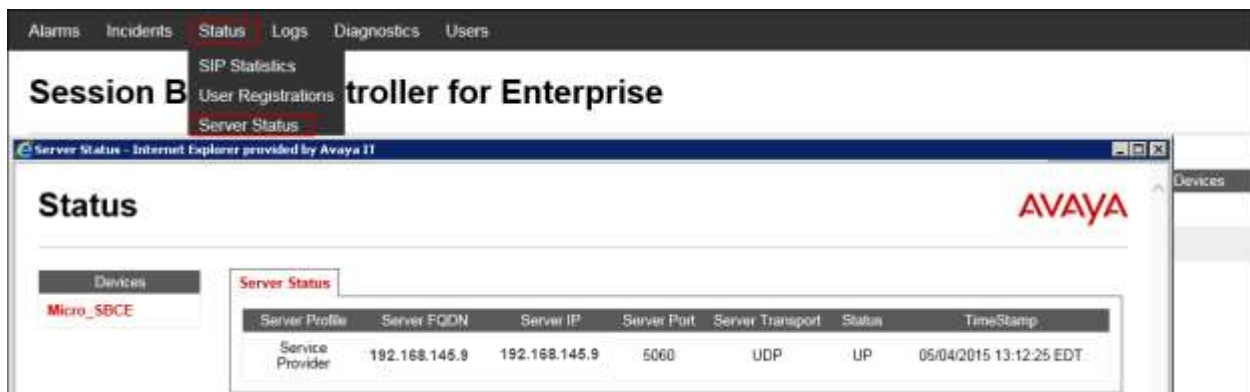 Alarms Incidents Status Logs Diagnostics Users
SIP Statistics
Session B troller for Enterprise
User Registrations
Server Status
Server Status - Internet Explorer provided by Avaya IT
Devices
Status
AVAYA
Devices
Server Status
Micro_SBCE
Server Profile Server FQDN Server IP Server Port Server Transport Status TimeStamp
Service Provider 192.168.145.9 192.168.145.9 5060 UDP UP 05/04/2015 13:12:25 EDT